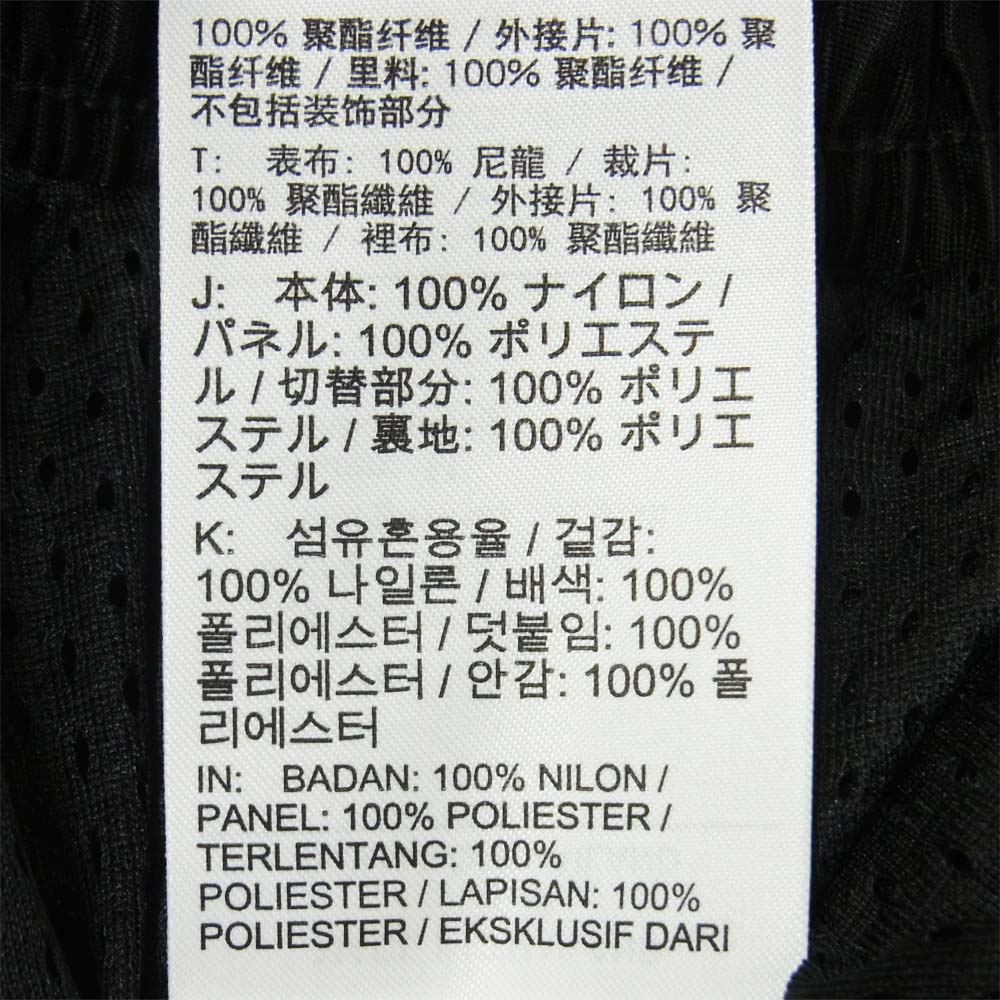 100% 聚酯纤维 / 外接片: 100% 聚
酯纤维 / 里料: 100% 聚酯纤维 /
不包括装饰部分
T: 表布: 100% 尼龍 / 裁片:
100% 聚酯纖維 / 外接片: 100% 聚
酯纖維 / 裡布: 100% 聚酯纖維
J: 本体: 100% ナイロン /
パネル: 100% ポリエステ
ル / 切替部分: 100% ポリエ
ステル / 裏地: 100% ポリエ
ステル
K: 섬유혼용율 / 겉감:
100% 나일론 / 배색: 100%
폴리에스터 / 덧붙임: 100%
폴리에스터 / 안감: 100% 폴
리에스터
IN: BADAN: 100% NILON /
PANEL: 100% POLIESTER /
TERLENTANG: 100%
POLIESTER / LAPISAN: 100%
POLIESTER / EKSKLUSIF DARI